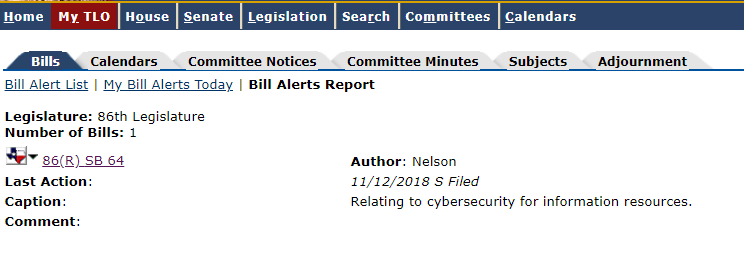 Home My TLO House Senate Legislation Search Committees Calendars
Bills Calendars Committee Notices Committee Minutes Subjects Adjournment
Bill Alert List | My Bill Alerts Today | Bill Alerts Report
Legislature: 86th Legislature
Number of Bills: 1
86(R) SB 64 Author: Nelson
Last Action: 11/12/2018 S Filed
Caption: Relating to cybersecurity for information resources.
Comment: